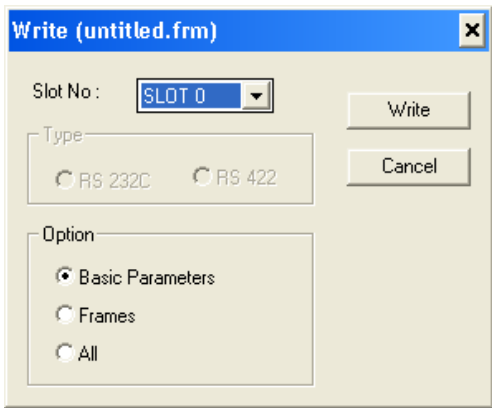 Write (untitled.frm)
Slot No : SLOT 0
Write
Type
RS 232C RS 422
Cancel
Option
Basic Parameters
Frames
All